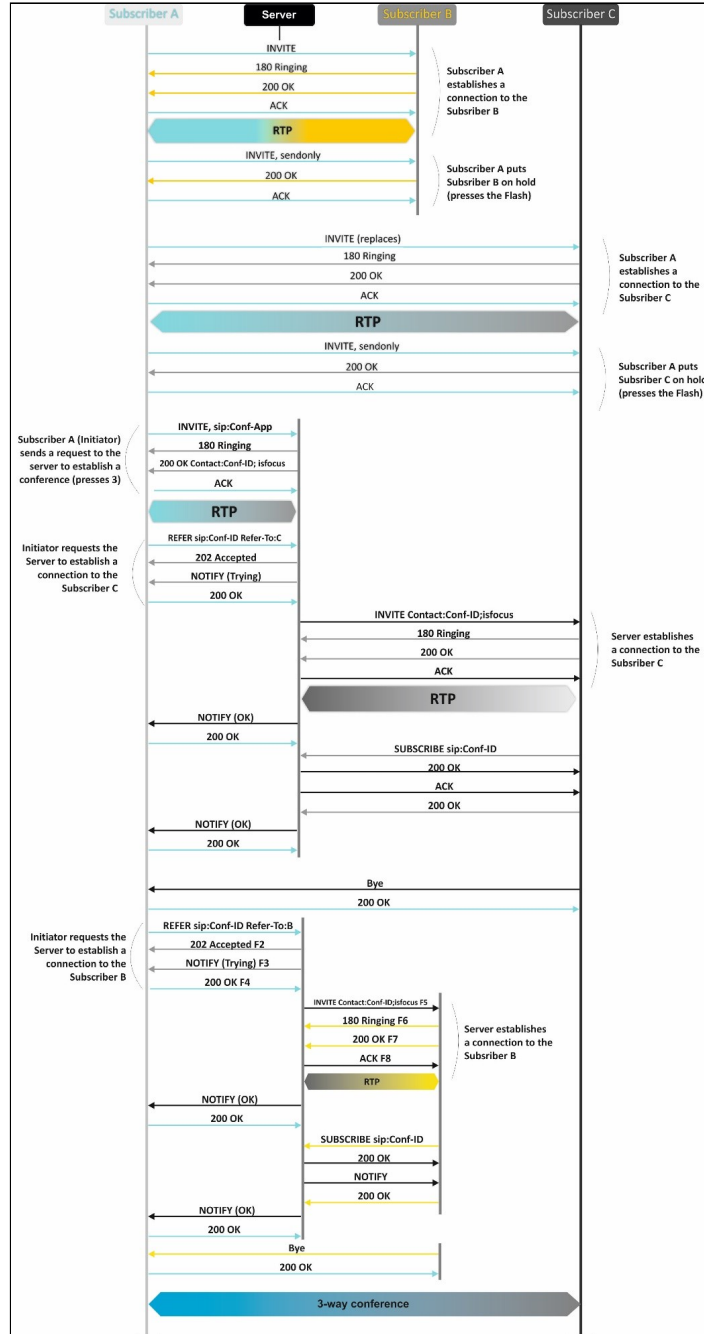 Subscriber A
Server
Subscriber B
Subscriber C
INVITE
180 Ringing
200 OK
ACK
RTP
Subscriber A
establishes a
connection to the
Subsriber B
INVITE, sendonly
200 OK
ACK
Subscriber A puts
Subsriber B on hold
(presses the Flash)
INVITE (replaces)
180 Ringing
200 OK
ACK
RTP
Subscriber A
establishes a
connection to the
Subsriber C
INVITE, sendonly
200 OK
ACK
Subscriber A puts
Subsriber C on hold
(presses the Flash)
Subscriber A (Initiator)
sends a request to the
server to establish a
conference (presses 3)
INVITE, sip:Conf-App
180 Ringing
200 OK Contact:Conf-ID; isfocus
ACK
RTP
Initiator requests the
Server to establish a
connection to the
Subscriber C
REFER sip:Conf-ID Refer-To:C
202 Accepted
NOTIFY (Trying)
200 OK
INVITE Contact:Conf-ID;isfocus
180 Ringing
200 OK
ACK
RTP
Server establishes
a connection to the
Subsriber C
NOTIFY (OK)
200 OK
SUBSCRIBE sip:Conf-ID
200 OK
ACK
200 OK
NOTIFY (OK)
200 OK
Bye
200 OK
Initiator requests the
Server to establish a
connection to the
Subscriber B
REFER sip:Conf-ID Refer-To:B
202 Accepted F2
NOTIFY (Trying) F3
200 OK F4
INVITE Contact:Conf-ID;isfocus F5
180 Ringing F6
200 OK F7
ACK F8
RTP
Server establishes
a connection to the
Subsriber B
NOTIFY (OK)
200 OK
SUBSCRIBE sip:Conf-ID
200 OK
NOTIFY
200 OK
NOTIFY (OK)
200 OK
Bye
200 OK
3-way conference